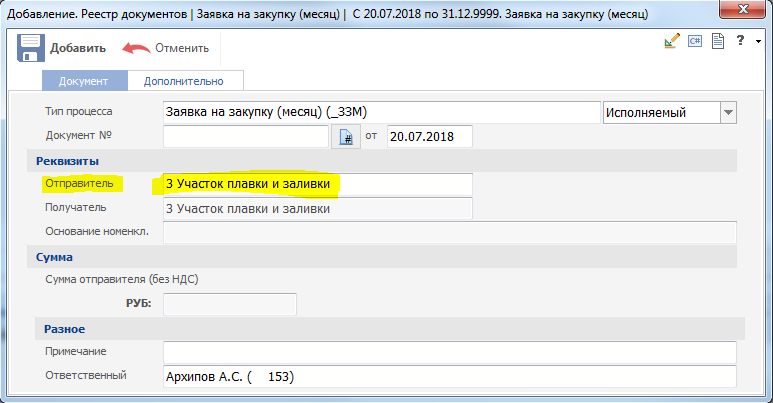 Добавление. Реестр документов | Заявка на закупку (месяц) | С 20.07.2018 по 31.12.9999. Заявка на закупку (месяц)
Добавить Отменить C# ?
Документ Дополнительно
Тип процесса Заявка на закупку (месяц) (_ЗЗМ) Исполняемый
Документ № # от 20.07.2018
Реквизиты
Отправитель 3 Участок плавки и заливки
Получатель 3 Участок плавки и заливки
Основание номенкл.
Сумма
Сумма отправителя (без НДС)
РУБ:
Разное
Примечание
Ответственный Архипов А.С. ( 153)